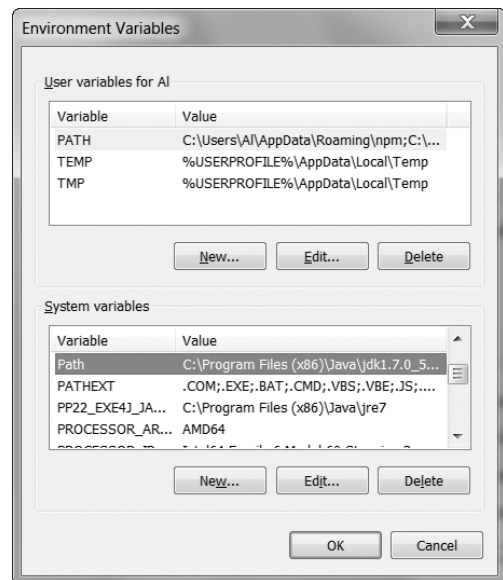 Environment Variables
User variables for Al
Variable Value
PATH C:\Users\Al\AppData\Roaming\npm;C:\...
TEMP %USERPROFILE%\AppData\Local\Temp
TMP %USERPROFILE%\AppData\Local\Temp
New... Edit... Delete
System variables
Variable Value
Path C:\Program Files (x86)\Java\jdk1.7.0_5...
PATHEXT .COM;.EXE;.BAT;.CMD;.VBS;.VBE;.JS;....
PP22_EXE4J_JA... C:\Program Files (x86)\Java\jre7
PROCESSOR_AR... AMD64
New... Edit... Delete
OK Cancel